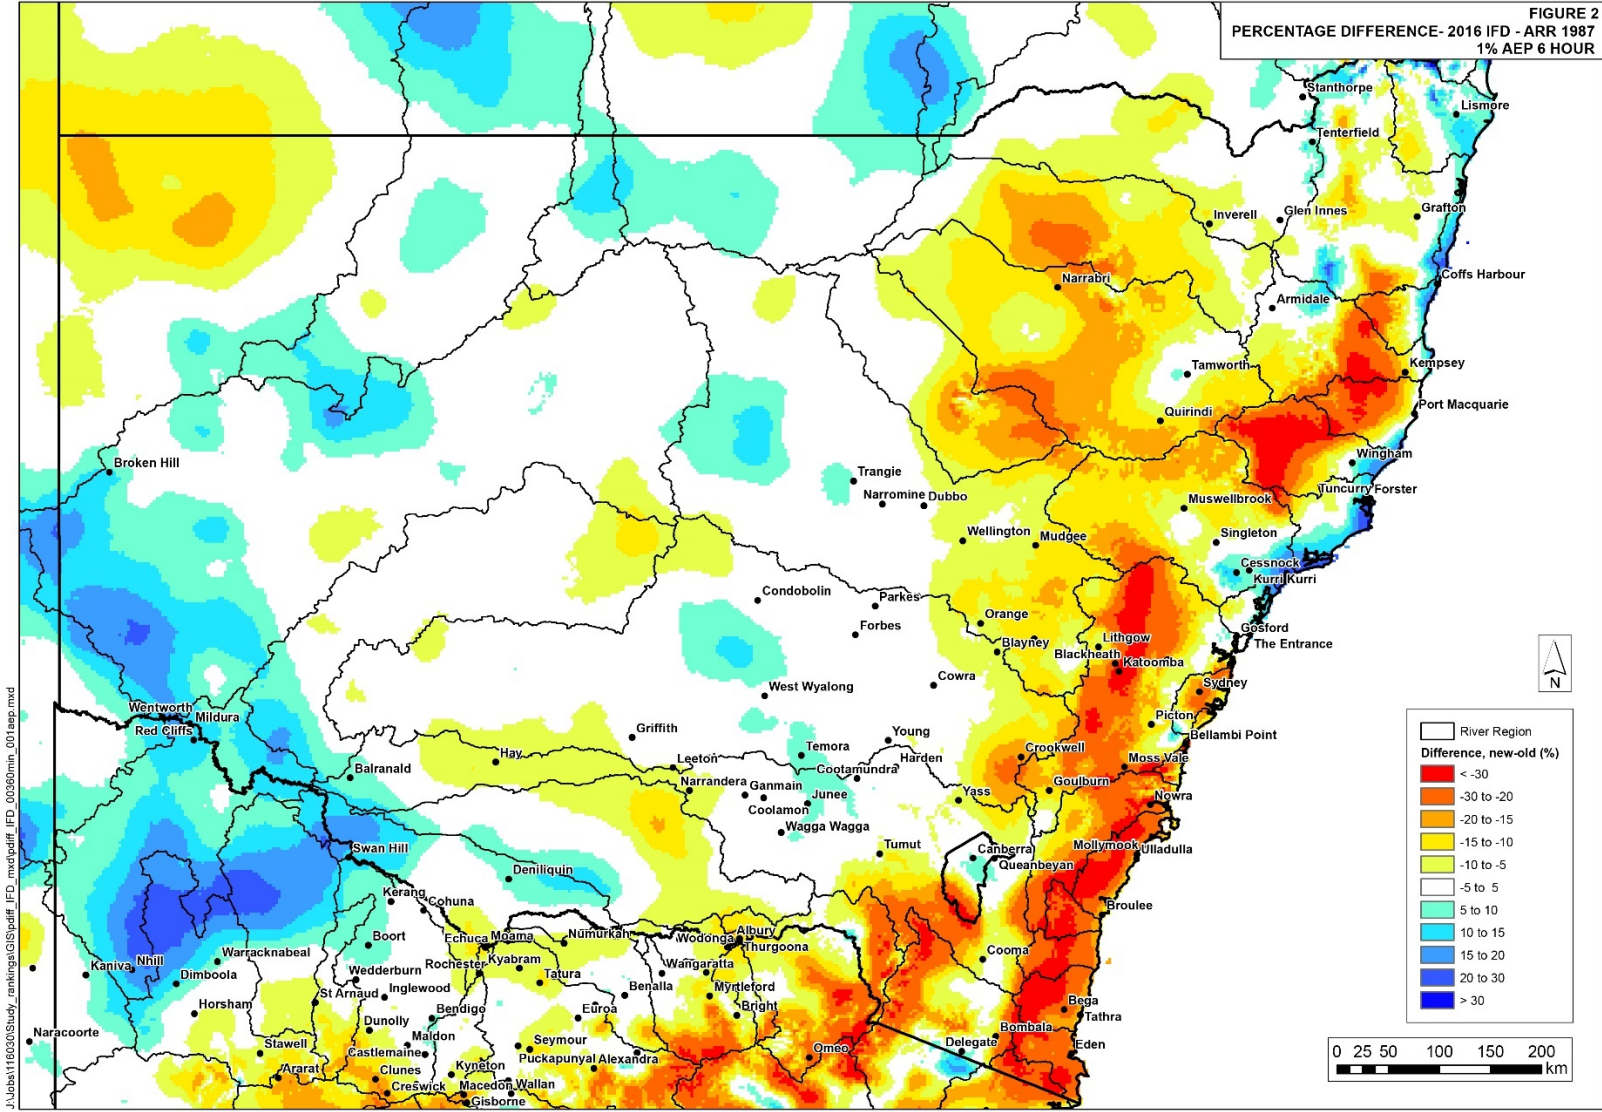 FIGURE 2
PERCENTAGE DIFFERENCE- 2016 IFD - ARR 1987
1% AEP 6 HOUR
Stanthorpe
Lismore
Tenterfield
Inverell
Glen Innes
Grafton
Coffs Harbour
Narrabri
Armidale
Tamworth
Kempsey
Port Macquarie
Quirindi
Broken Hill
Wingham
Trangie
Tuncurry Forster
Narromine Dubbo
Muswellbrook
Wellington
Mudgee
Singleton
Cessnock
Kurri Kurri
Condobolin
Parkes
Orange
Forbes
Gosford
Blayney
Lithgow
The Entrance
Blackheath
Katoomba
Cowra
Sydney
West Wyalong
Wentworth
Mildura
Red Cliffs
Picton
Griffith
Young
Bellambi Point
Hay
Temora
Crookwell
Moss Vale
Leeton
Harden
Balranald
Cootamundra
Narrandera
Ganmain
Goulburn
Junee
Yass
Nowra
Coolamon
Wagga Wagga
Swan Hill
Tumut
Canberra
Mollymook
Ulladulla
Queanbeyan
Deniliquin
Kerang
Cohuna
Broulee
Boort
Echuca
Moama
Numurkah
Albury
Wodonga
Thurgoona
Cooma
Warracknabeal
Nhill
Kaniva
Dimboola
Wedderburn
Rochester
Kyabram
Wangaratta
Tatura
Inglewood
St Arnaud
Benalla
Myrtleford
Horsham
Bendigo
Euroa
Bright
Bega
Tathra
Dunolly
Bombala
Naracoorte
Maldon
Seymour
Delegate
Eden
Stawell
Castlemaine
Puckapunyal
Alexandra
Omeo
Ararat
Clunes
Kyneton
Creswick
Macedon
Wallan
Gisborne
N
River Region
Difference, new-old (%)
< -30
-30 to -20
-20 to -15
-15 to -10
-10 to -5
-5 to 5
5 to 10
10 to 15
15 to 20
20 to 30
> 30
0 25 50 100 150 200
km
J:\Jobs\116030\Study_rankings\GIS\pdiff_IFD_mxd\pdiff_IFD_00360min_001aep.mxd